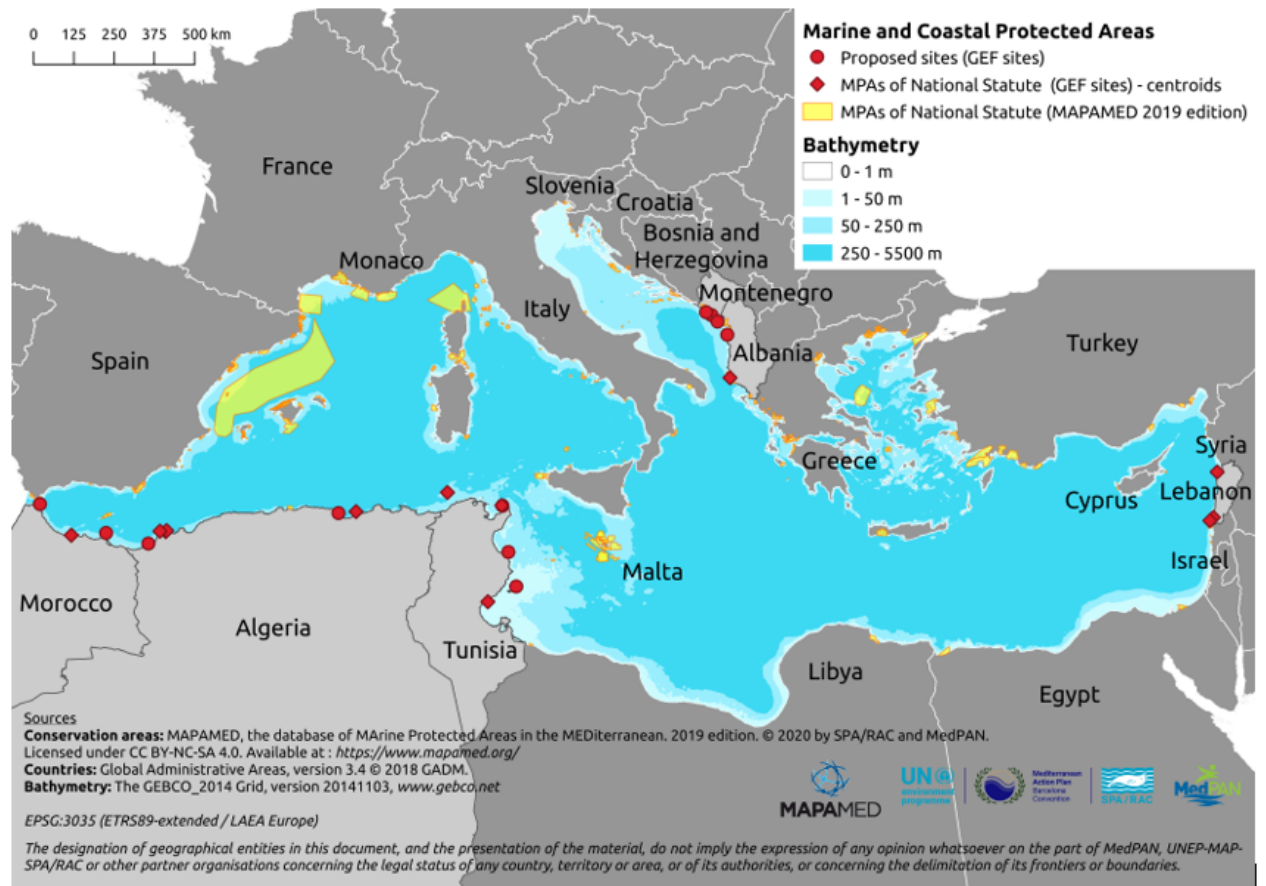 0 125 250 375 500 km
Marine and Coastal Protected Areas
Proposed sites (GEF sites)
MPAs of National Statute (GEF sites) - centroids
MPAs of National Statute (MAPAMED 2019 edition)
Bathymetry
0 - 1 m
1 - 50 m
50 - 250 m
250 - 5500 m
France
Slovenia
Croatia
Bosnia and
Herzegovina
Monaco
Montenegro
Italy
Spain
Albania
Turkey
Greece
Syria
Cyprus
Lebanon
Israel
Malta
Morocco
Algeria
Tunisia
Libya
Egypt
Sources
Conservation areas: MAPAMED, the database of MArine Protected Areas in the MEDiterranean. 2019 edition. © 2020 by SPA/RAC and MedPAN.
Licensed under CC BY-NC-SA 4.0. Available at : https://www.mapamed.org/
Countries: Global Administrative Areas, version 3.4 © 2018 GADM.
Bathymetry: The GEBCO_2014 Grid, version 20141103, www.gebco.net
EPSG:3035 (ETRS89-extended / LAEA Europe)
MAPAMED
UN
environment
programme
Mediterranean
Action Plan
Barcelona
Convention
SPA/RAC
MedPAN
The designation of geographical entities in this document, and the presentation of the material, do not imply the expression of any opinion whatsoever on the part of MedPAN, UNEP-MAP-
SPA/RAC or other partner organisations concerning the legal status of any country, territory or area, or of its authorities, or concerning the delimitation of its frontiers or boundaries.